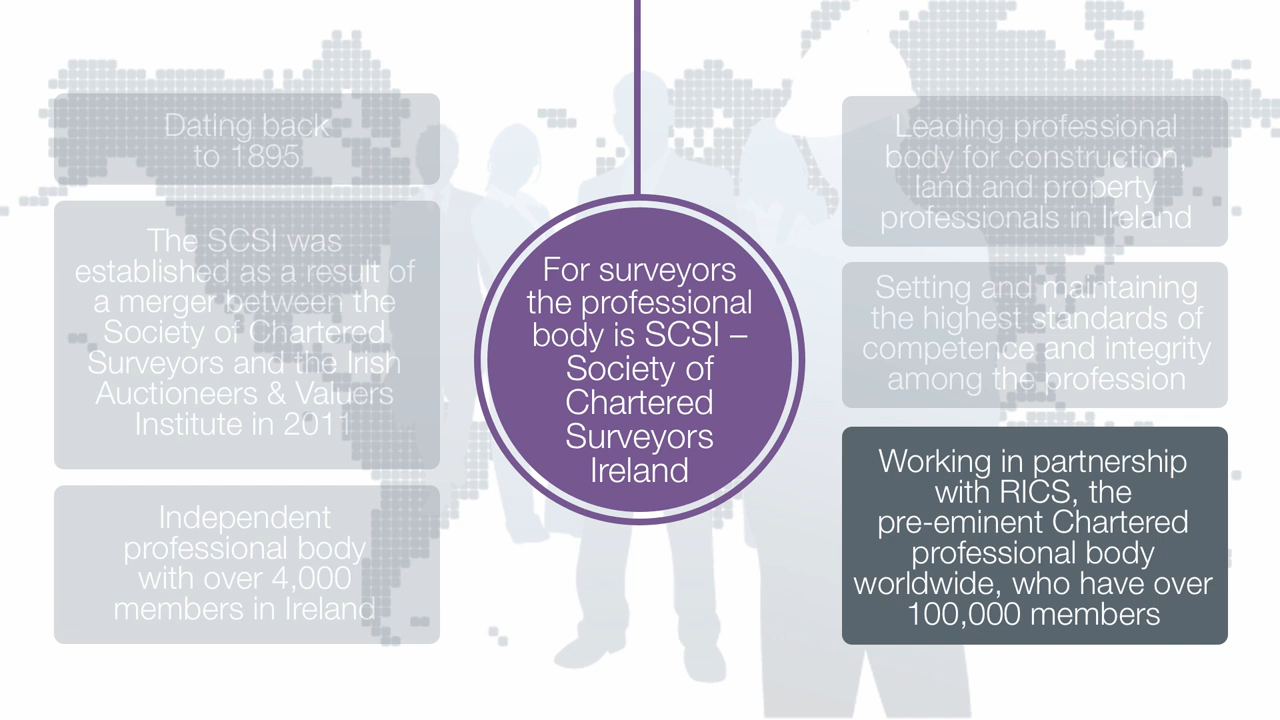 Dating back
to 1895
The SCSI was
established as a result of
a merger between the
Society of Chartered
Surveyors and the Irish
Auctioneers & Valuers
Institute in 2011
Independent
professional body
with over 4,000
members in Ireland
For surveyors
the professional
body is SCSI –
Society of
Chartered
Surveyors
Ireland
Leading professional
body for construction,
land and property
professionals in Ireland
Setting and maintaining
the highest standards of
competence and integrity
among the profession
Working in partnership
with RICS, the
pre-eminent Chartered
professional body
worldwide, who have over
100,000 members